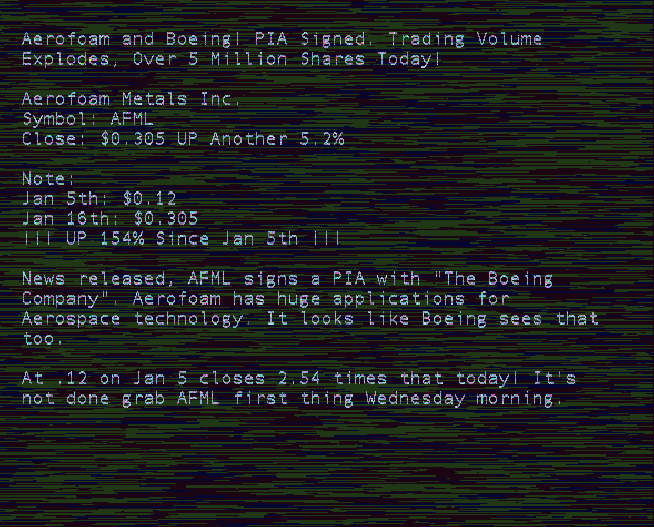 Aerofoam and Boeing! PIA Signed, Trading Volume
Explodes, Over 5 Million Shares Today!
Aerofoam Metals Inc.
Symbol: AFML
Close: $0.305 UP Another 5.2%
Note:
Jan 5th: $0.12
Jan 16th: $0.305
!!! UP 154% Since Jan 5th !!!
News released, AFML signs a PIA with "The Boeing
Company". Aerofoam has huge applications for
Aerospace technology. It looks like Boeing sees that
too.
At .12 on Jan 5 closes 2.54 times that today! It's
not done grab AFML first thing Wednesday morning.